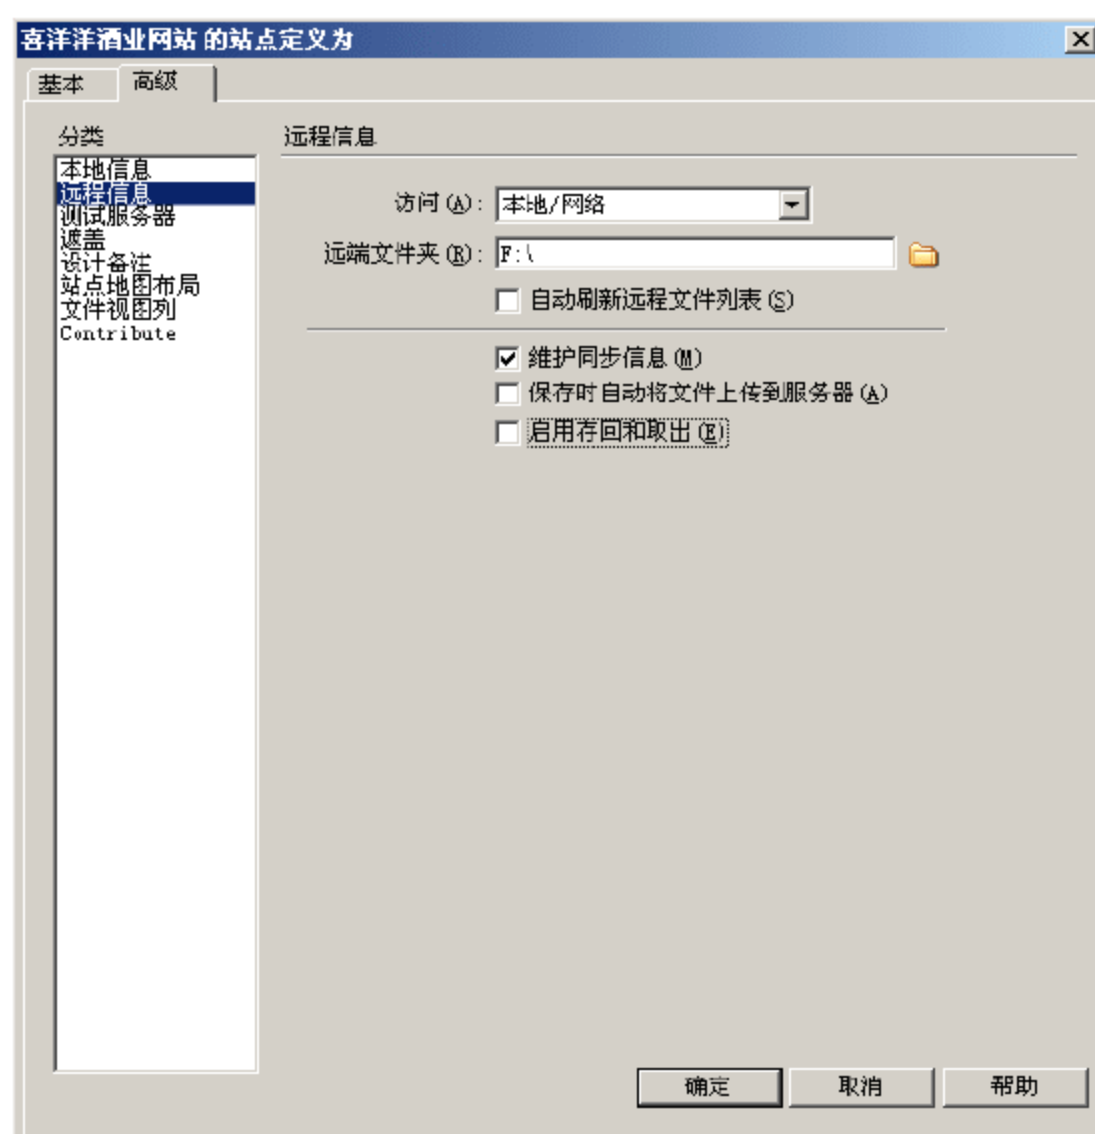 喜洋洋酒业网站 的站点定义为
基本 高级
分类
本地信息
远程信息
测试服务器
遮盖
设计备注
站点地图布局
文件视图列
Contribute
远程信息
访问(A): 本地/网络
远端文件夹(R): F:\
自动刷新远程文件列表(S)
维护同步信息(M)
保存时自动将文件上传到服务器(A)
启用存回和取出(E)
确定 取消 帮助